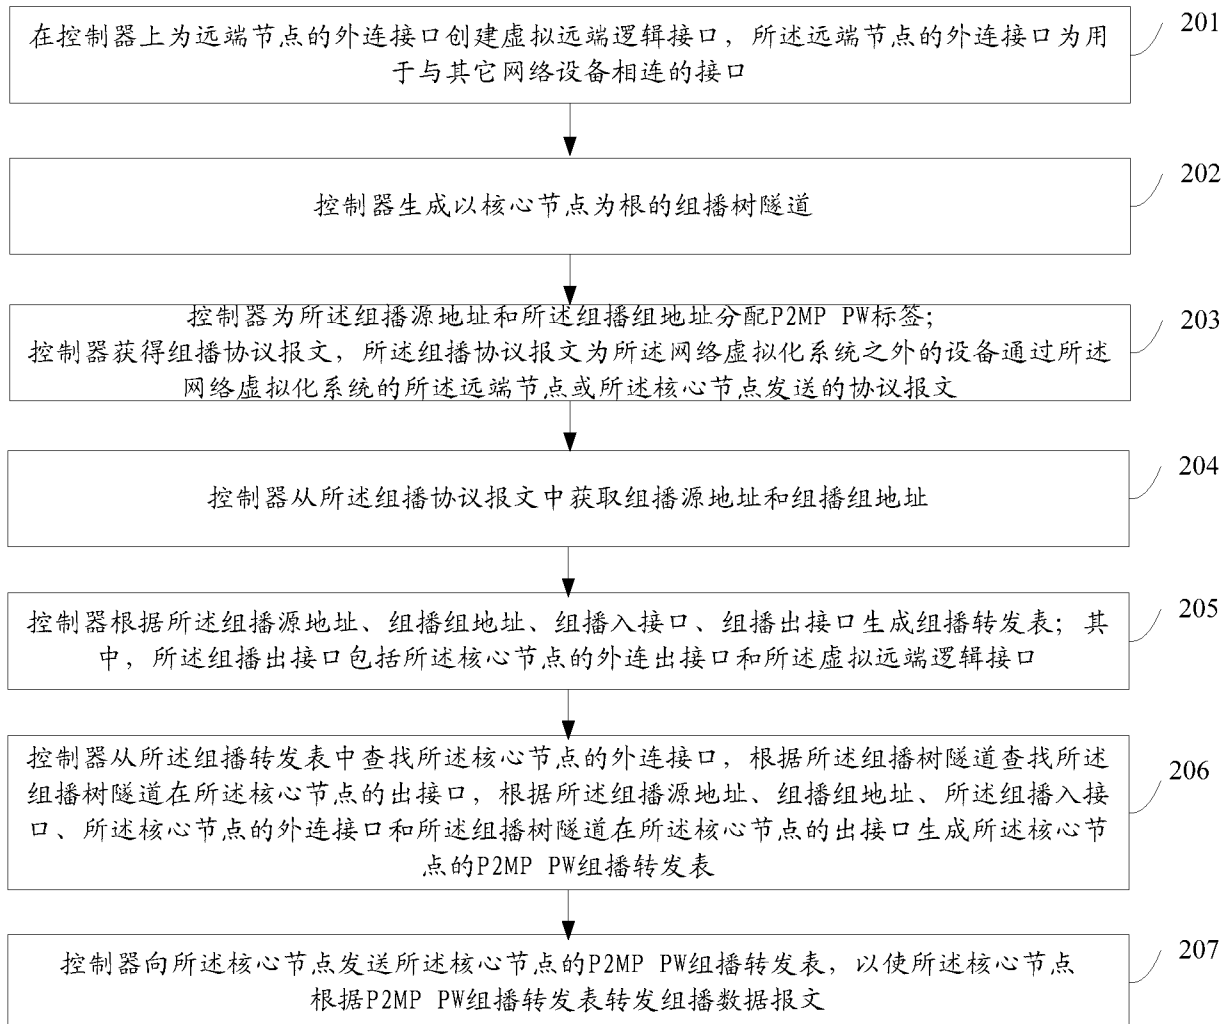 在控制器上为远端节点的外连接口创建虚拟远端逻辑接口，所述远端节点的外连接口为用
于与其它网络设备相连的接口
201
控制器生成以核心节点为根的组播树隧道
202
控制器为所述组播源地址和所述组播组地址分配P2MP PW标签；
控制器获得组播协议报文，所述组播协议报文为所述网络虚拟化系统之外的设备通过所述
网络虚拟化系统的所述远端节点或所述核心节点发送的协议报文
203
控制器从所述组播协议报文中获取组播源地址和组播组地址
204
控制器根据所述组播源地址、组播组地址、组播入接口、组播出接口生成组播转发表；其
中，所述组播出接口包括所述核心节点的外连出接口和所述虚拟远端逻辑接口
205
控制器从所述组播转发表中查找所述核心节点的外连接口，根据所述组播树隧道查找所述
组播树隧道在所述核心节点的出接口，根据所述组播源地址、组播组地址、所述组播入接
口、所述核心节点的外连接口和所述组播树隧道在所述核心节点的出接口生成所述核心节
点的P2MP PW组播转发表
206
控制器向所述核心节点发送所述核心节点的P2MP PW组播转发表，以使所述核心节点
根据P2MP PW组播转发表转发组播数据报文
207